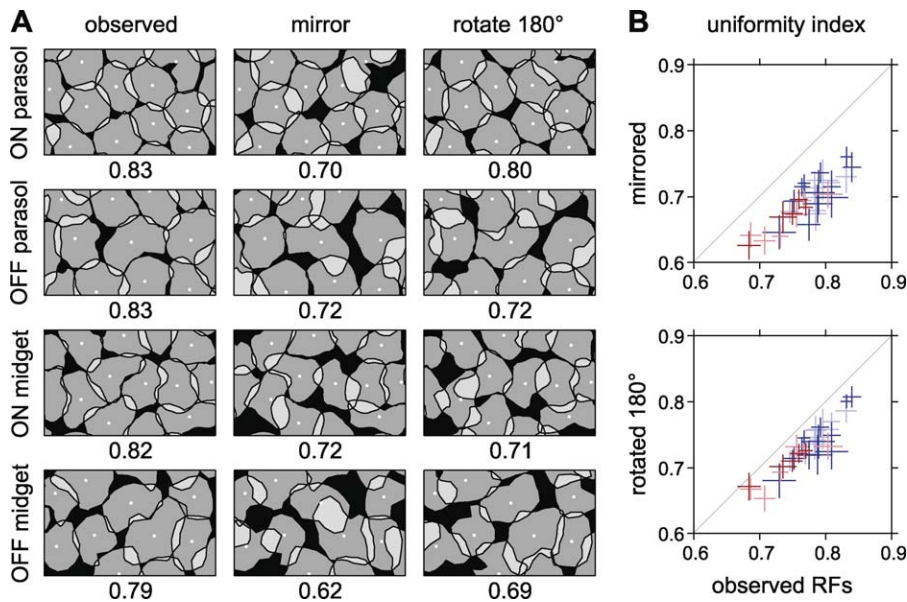 A observed mirror rotate 180°
ON parasol
0.83 0.70 0.80
OFF parasol
0.83 0.72 0.72
ON midget
0.82 0.72 0.71
OFF midget
0.79 0.62 0.69
B uniformity index
mirrored
0.9
0.8
0.7
0.6
0.6 0.7 0.8 0.9
rotated 180°
0.9
0.8
0.7
0.6
0.6 0.7 0.8 0.9
observed RFs